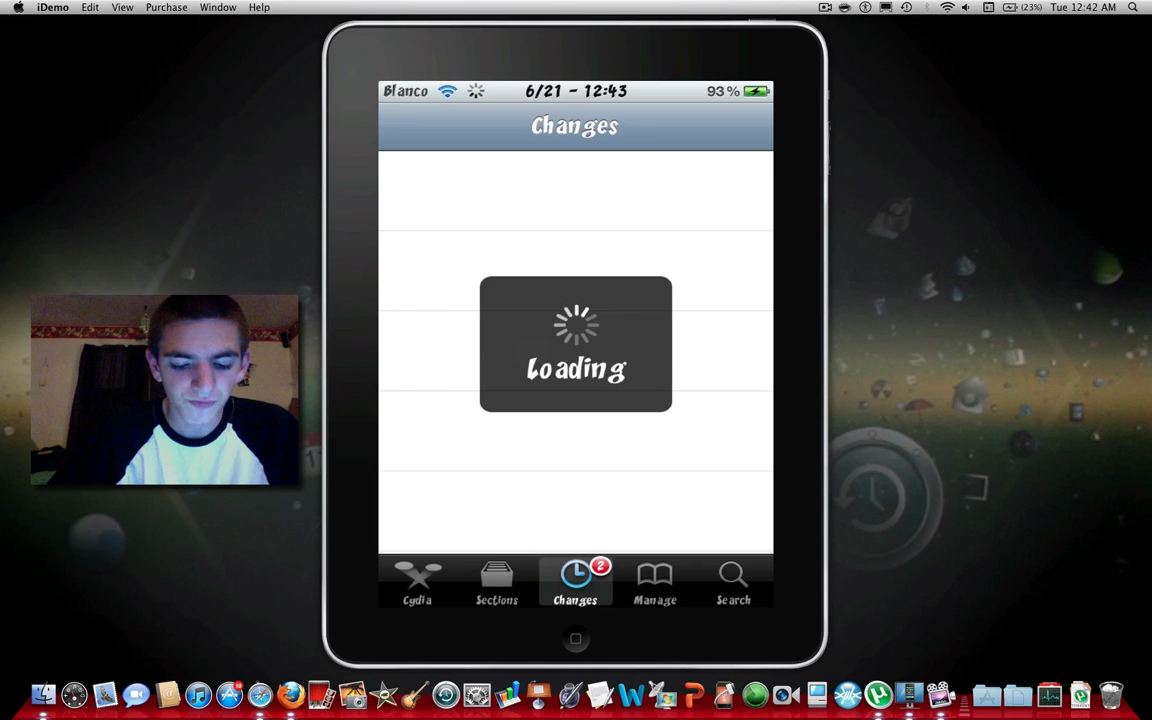 iDemo Edit View Purchase Window Help (23%) Tue 12:42 AM
Blanco 6/21 - 12:43 93%
Changes
Loading
2
Cydia Sections Changes Manage Search